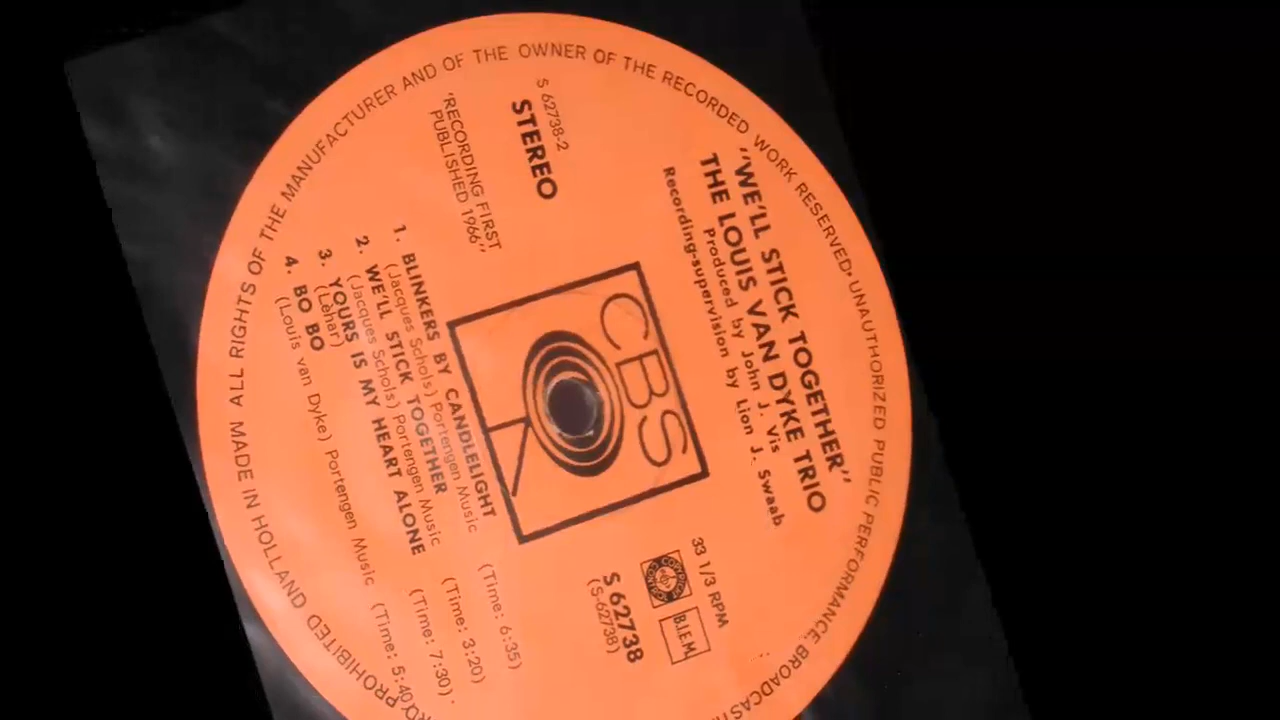 ALL RIGHTS OF THE MANUFACTURER AND OF THE OWNER OF THE RECORDED WORK RESERVED. UNAUTHORIZED PUBLIC PERFORMANCE, BROADCASTI
RD PROHIBITED
MADE IN HOLLAND
"WE'LL STICK TOGETHER"
THE LOUIS VAN DYKE TRIO
Produced by John J. Vis
Recording-supervision by Lion J. Swaab
S 62738-2
STEREO
"RECORDING FIRST
PUBLISHED 1966"
CBS
33 1/3 RPM
COPYRIGHT CONTROL
B.I.E.M.
S 62738
(S-62738)
1. BLINKERS BY CANDLELIGHT
(Jacques Schols) Portengen Music (Time: 6:35)
2. WE'LL STICK TOGETHER
(Jacques Schols) Portengen Music (Time: 3:20)
3. YOURS IS MY HEART ALONE
(Lehár) (Time: 7:30)
4. BO BO
(Louis van Dyke) Portengen Music (Time: 5:40)